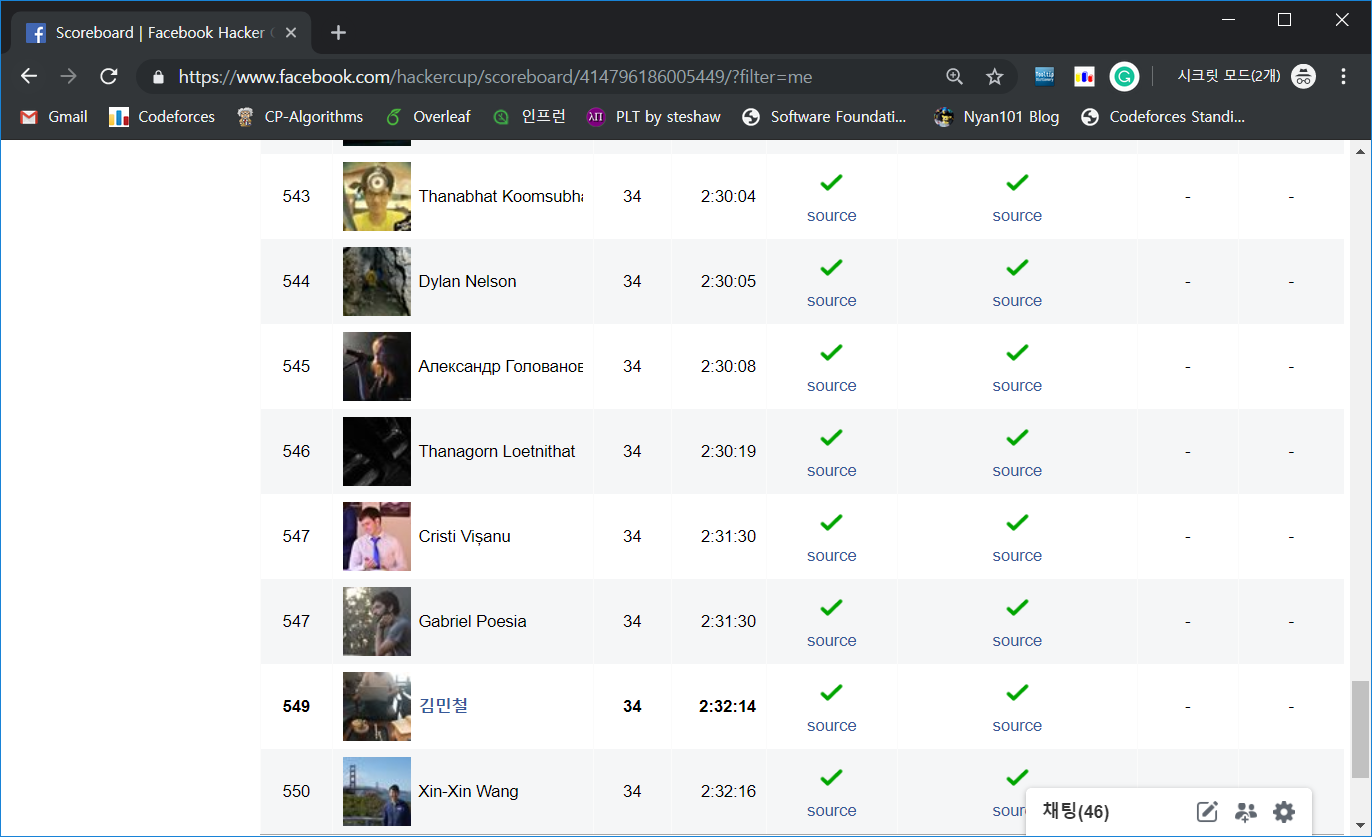 Scoreboard | Facebook Hacker C
https://www.facebook.com/hackercup/scoreboard/414796186005449/?filter=me
시크릿 모드(2개)
Gmail Codeforces CP-Algorithms Overleaf 인프런 PLT by steshaw Software Foundati... Nyan101 Blog Codeforces Standi...
543 Thanabhat Koomsubha 34 2:30:04 - -
source source
544 Dylan Nelson 34 2:30:05 - -
source source
545 Александр Голованов 34 2:30:08 - -
source source
546 Thanagorn Loetnithat 34 2:30:19 - -
source source
547 Cristi Vișanu 34 2:31:30 - -
source source
547 Gabriel Poesia 34 2:31:30 - -
source source
549 김민철 34 2:32:14 - -
source source
550 Xin-Xin Wang 34 2:32:16 - -
source sour
채팅(46)